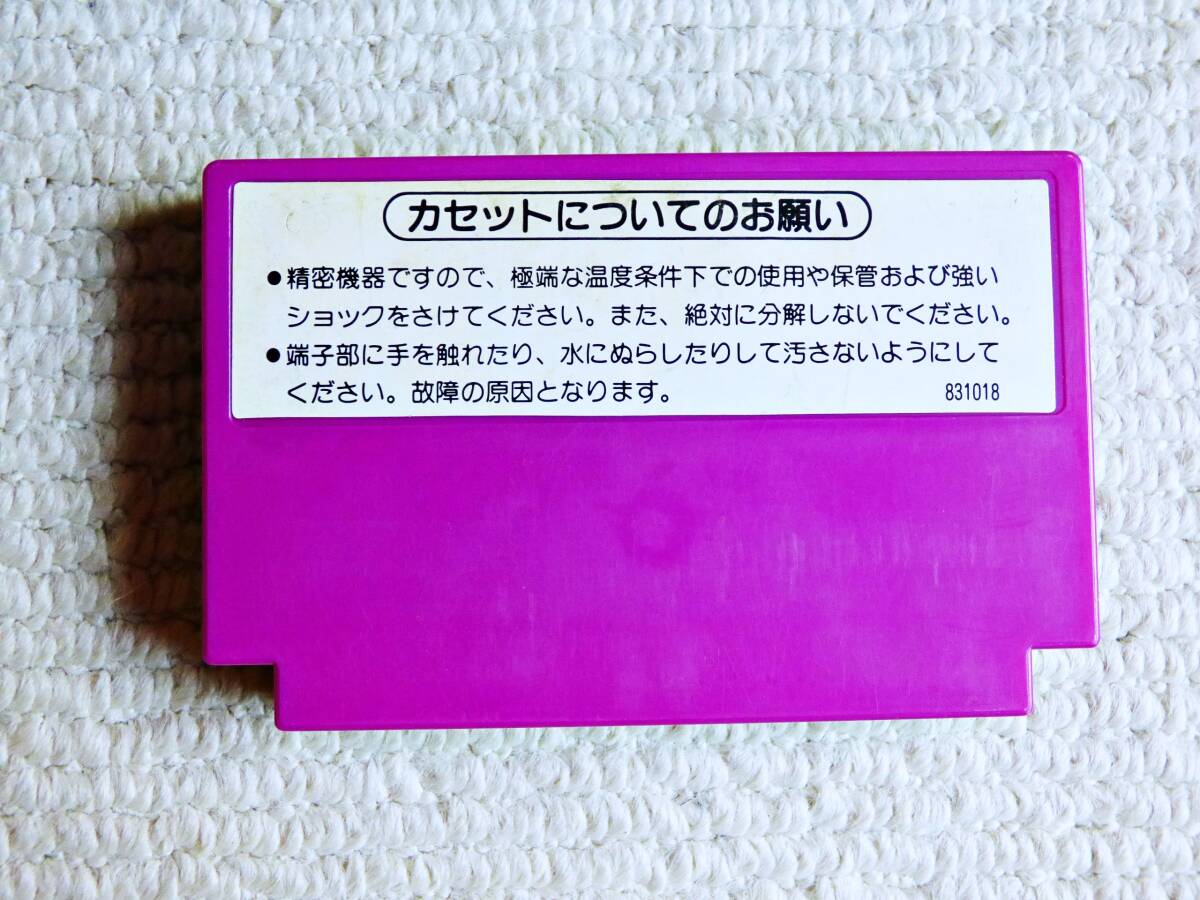 カセットについてのお願い
●精密機器ですので、極端な温度条件下での使用や保管および強い
ショックをさけてください。また、絶対に分解しないでください。
●端子部に手を触れたり、水にぬらしたりして汚さないようにして
ください。故障の原因となります。 831018